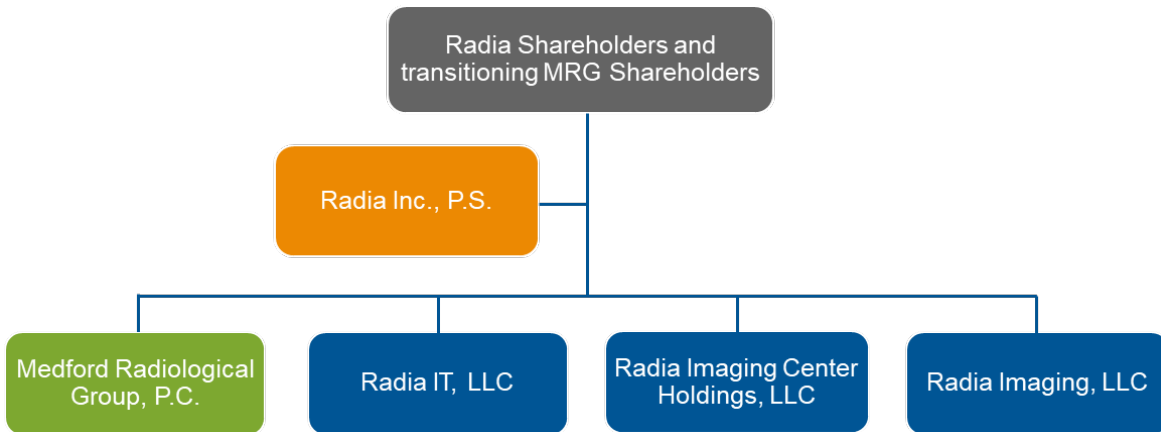 Radia Shareholders and
transitioning MRG Shareholders
Radia Inc., P.S.
Medford Radiological
Group, P.C.
Radia IT, LLC
Radia Imaging Center
Holdings, LLC
Radia Imaging, LLC